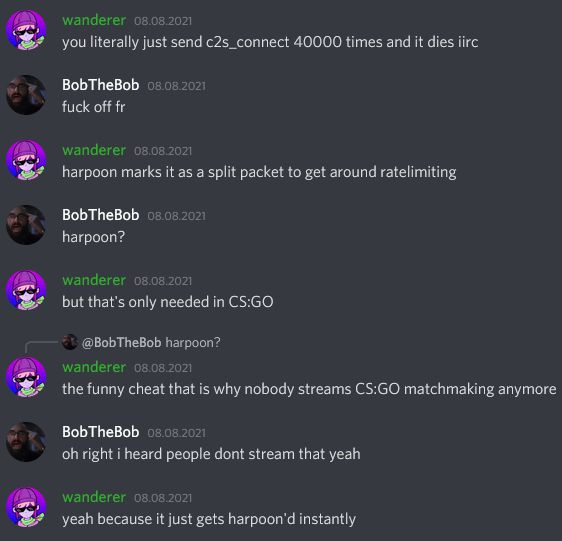 wanderer 08.08.2021
you literally just send c2s_connect 40000 times and it dies iirc
BobTheBob 08.08.2021
fuck off fr
wanderer 08.08.2021
harpoon marks it as a split packet to get around ratelimiting
BobTheBob 08.08.2021
harpoon?
wanderer 08.08.2021
but that's only needed in CS:GO
@BobTheBob harpoon?
wanderer 08.08.2021
the funny cheat that is why nobody streams CS:GO matchmaking anymore
BobTheBob 08.08.2021
oh right i heard people dont stream that yeah
wanderer 08.08.2021
yeah because it just gets harpoon'd instantly